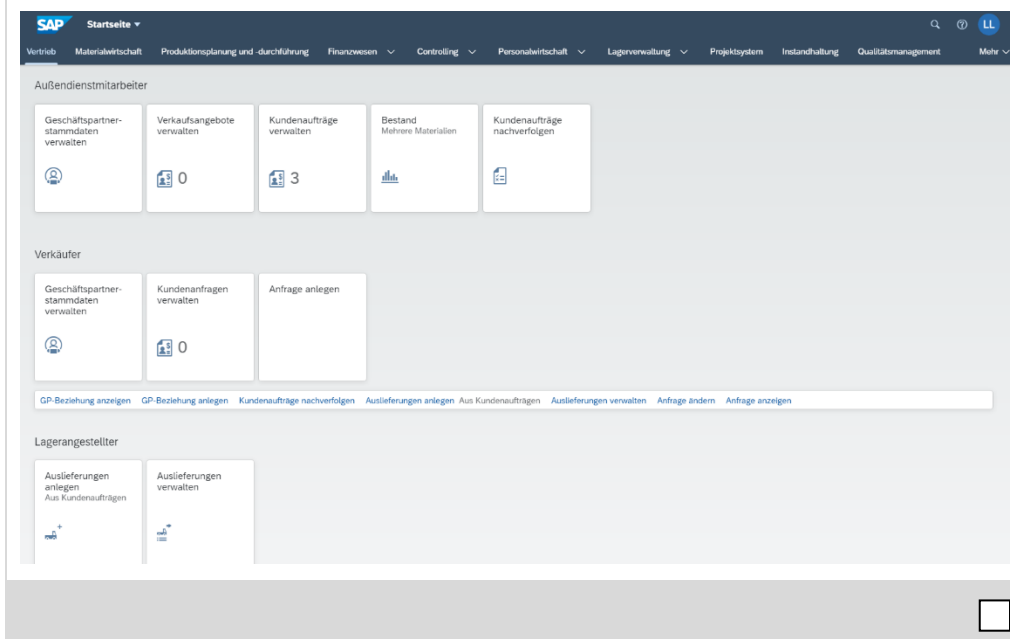 SAP Startseite LL
Vertrieb Materialwirtschaft Produktionsplanung und -durchführung Finanzwesen Controlling Personalwirtschaft Lagerverwaltung Projektsystem Instandhaltung Qualitätsmanagement Mehr
Außendienstmitarbeiter
Geschäftspartner-
stammdaten
verwalten
Verkaufsangebote
verwalten
0
Kundenaufträge
verwalten
3
Bestand
Mehrere Materialien
Kundenaufträge
nachverfolgen
Verkäufer
Geschäftspartner-
stammdaten
verwalten
Kundenanfragen
verwalten
0
Anfrage anlegen
GP-Beziehung anzeigen GP-Beziehung anlegen Kundenaufträge nachverfolgen Auslieferungen anlegen Aus Kundenaufträgen Auslieferungen verwalten Anfrage ändern Anfrage anzeigen
Lagerangestellter
Auslieferungen
anlegen
Aus Kundenaufträgen
Auslieferungen
verwalten